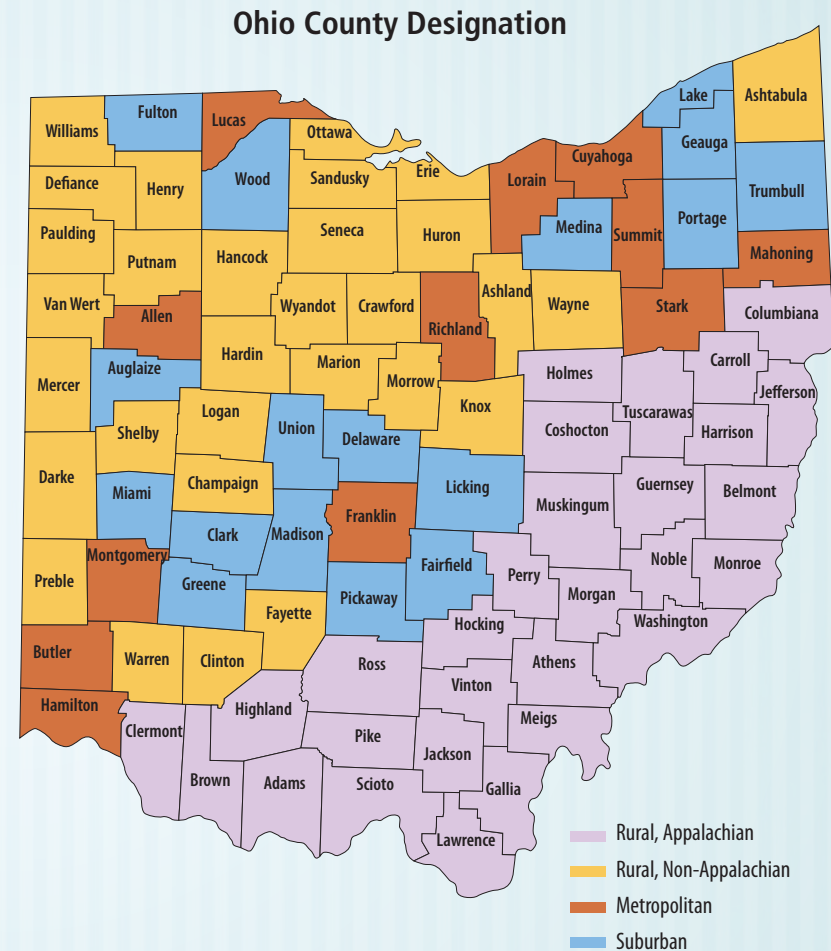 Ohio County Designation
Williams
Fulton
Lucas
Ottawa
Lake
Ashtabula
Geauga
Cuyahoga
Defiance
Henry
Wood
Sandusky
Erie
Lorain
Trumbull
Paulding
Putnam
Hancock
Seneca
Huron
Medina
Summit
Portage
Mahoning
Van Wert
Allen
Wyandot
Crawford
Richland
Ashland
Wayne
Stark
Columbiana
Mercer
Auglaize
Hardin
Marion
Morrow
Holmes
Carroll
Jefferson
Tuscarawas
Logan
Shelby
Union
Delaware
Knox
Coshocton
Harrison
Darke
Miami
Champaign
Licking
Muskingum
Guernsey
Belmont
Clark
Madison
Franklin
Montgomery
Preble
Greene
Pickaway
Fairfield
Perry
Noble
Monroe
Morgan
Fayette
Hocking
Washington
Butler
Warren
Clinton
Ross
Athens
Vinton
Hamilton
Clermont
Highland
Pike
Jackson
Meigs
Brown
Adams
Scioto
Gallia
Lawrence
Rural, Appalachian
Rural, Non-Appalachian
Metropolitan
Suburban